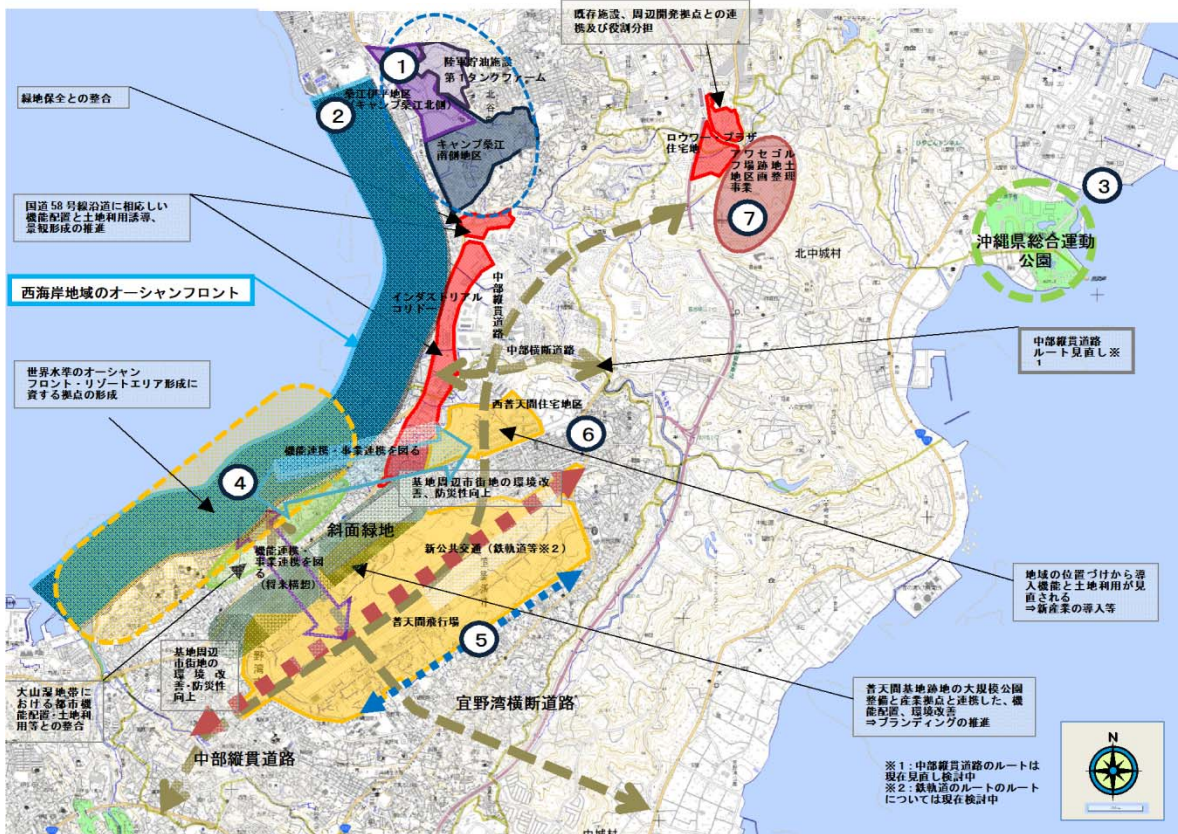 既存施設、周辺開発拠点との連
携及び役割分担
①
陸軍貯油施設
第1タンクファーム
北谷
桑江伊平地区
(キャンプ桑江北側)
②
緑地保全との整合
キャンプ桑江
南側地区
ロウワー・プラザ
住宅地
アワセゴル
フ場跡地土
地区画整理
事業
⑦
③
沖縄県総合運動
公園
北中城村
国道58号線沿道に相応しい
機能配置と土地利用誘導、
景観形成の推進
西海岸地域のオーシャンフロント
インダストリアル
コリドー
中部縦貫道路
中部横断道路
中部縦貫道路
ルート見直し※
1
世界水準のオーシャン
フロント・リゾートエリア形成に
資する拠点の形成
西普天間住宅地区
⑥
機能連携・事業連携を図る
④
基地周辺市街地の環境改
善、防災性向上
斜面緑地
新公共交通(鉄軌道等※2)
機能連携・
事業連携を図
る
(将来構想)
普天間飛行場
⑤
地域の位置づけから導
入機能と土地利用が見
直される
⇒新産業の導入等
基地周辺
市街地の
環境改
善・防災性
向上
宜野湾横断道路
大山湿地帯に
おける都市機
能配置・土地利
用等との整合
普天間基地跡地の大規模公園
整備と産業拠点と連携した、機
能配置、環境改善
⇒ブランディングの推進
中部縦貫道路
N
※1:中部縦貫道路のルートは
現在見直し検討中
※2:鉄軌道のルートのルート
については現在検討中
中城村